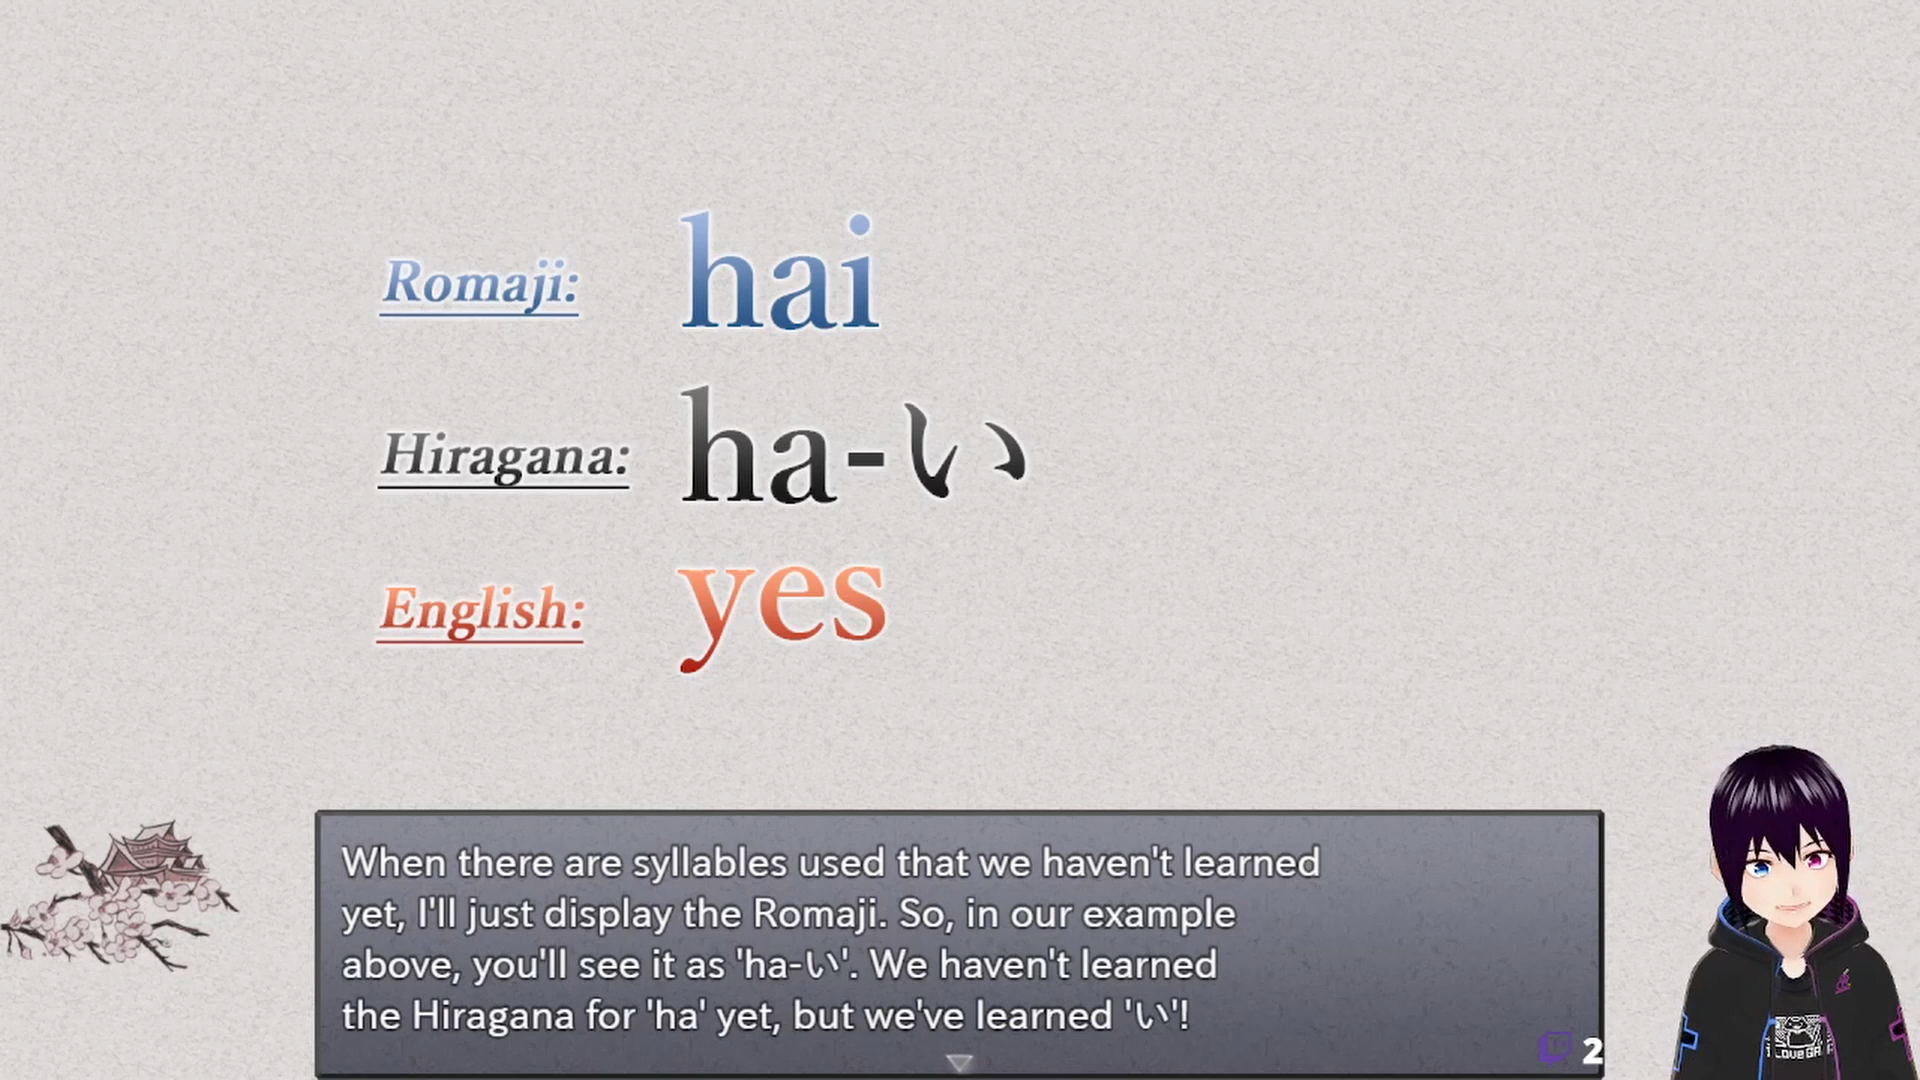 Romaji: hai
Hiragana: ha-い
English: yes
When there are syllables used that we haven't learned
yet, I'll just display the Romaji. So, in our example
above, you'll see it as 'ha-い'. We haven't learned
the Hiragana for 'ha' yet, but we've learned 'い'!
2